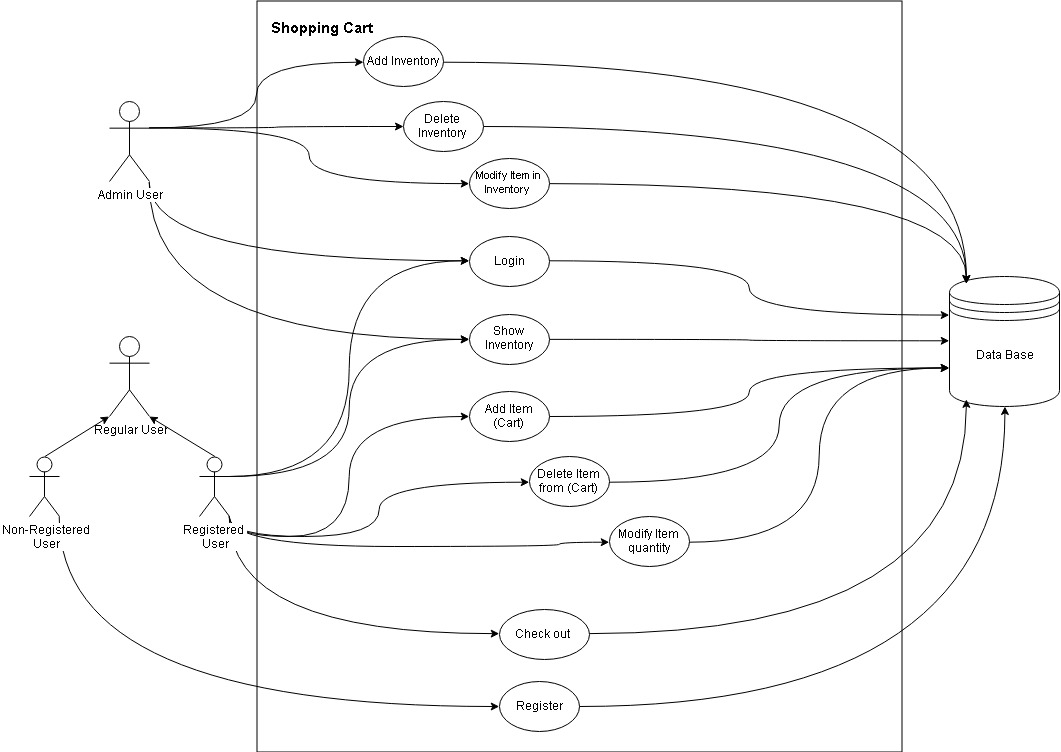 Shopping Cart
Add Inventory
Delete
Inventory
Modify Item in
Inventory
Admin User
Login
Show
Inventory
Data Base
Add Item
(Cart)
Regular User
Delete Item
from (Cart)
Non-Registered
User
Registered
User
Modify Item
quantity
Check out
Register